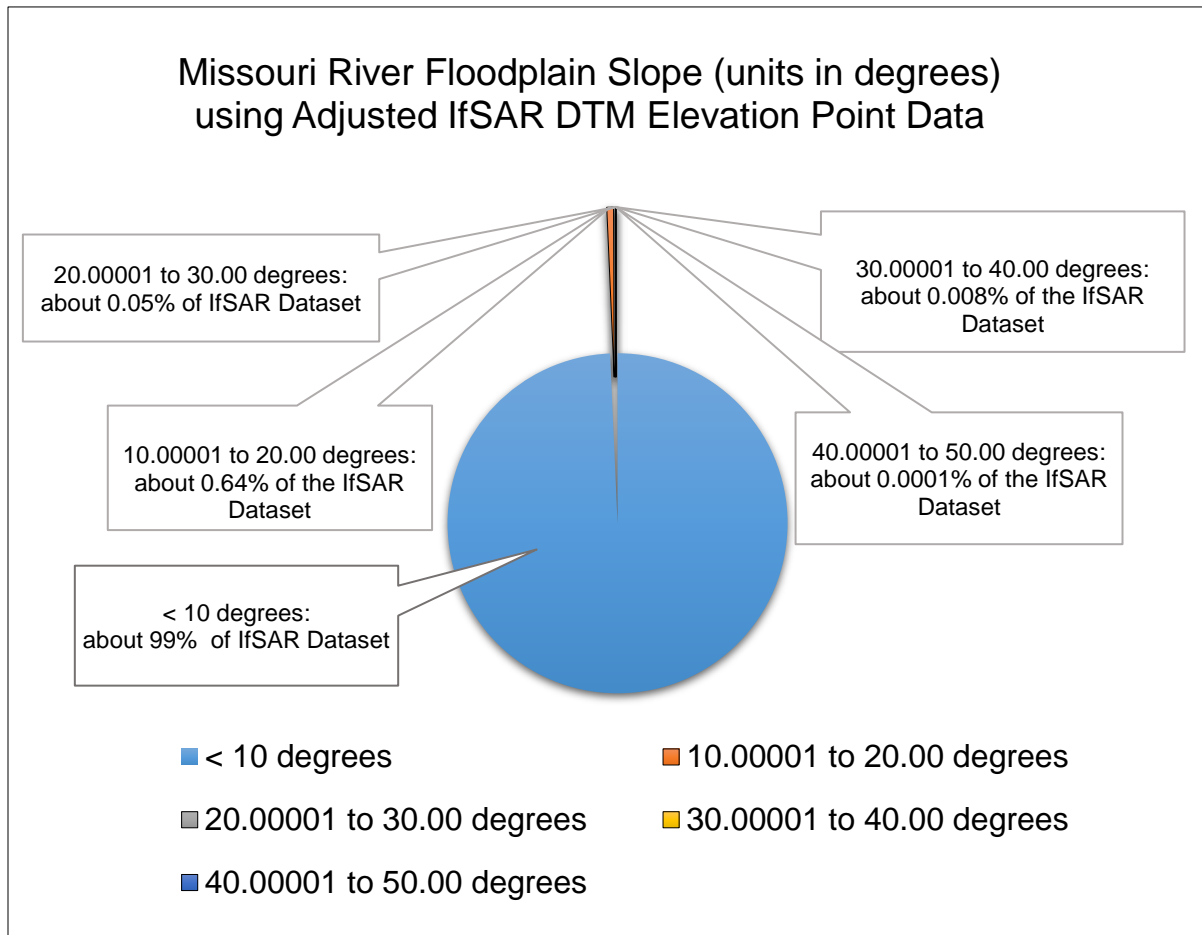 Missouri River Floodplain Slope (units in degrees)
using Adjusted IfSAR DTM Elevation Point Data
20.00001 to 30.00 degrees:
about 0.05% of IfSAR Dataset
30.00001 to 40.00 degrees:
about 0.008% of the IfSAR
Dataset
10.00001 to 20.00 degrees:
about 0.64% of the IfSAR
Dataset
40.00001 to 50.00 degrees:
about 0.0001% of the IfSAR
Dataset
< 10 degrees:
about 99% of IfSAR Dataset
< 10 degrees
10.00001 to 20.00 degrees
20.00001 to 30.00 degrees
30.00001 to 40.00 degrees
40.00001 to 50.00 degrees